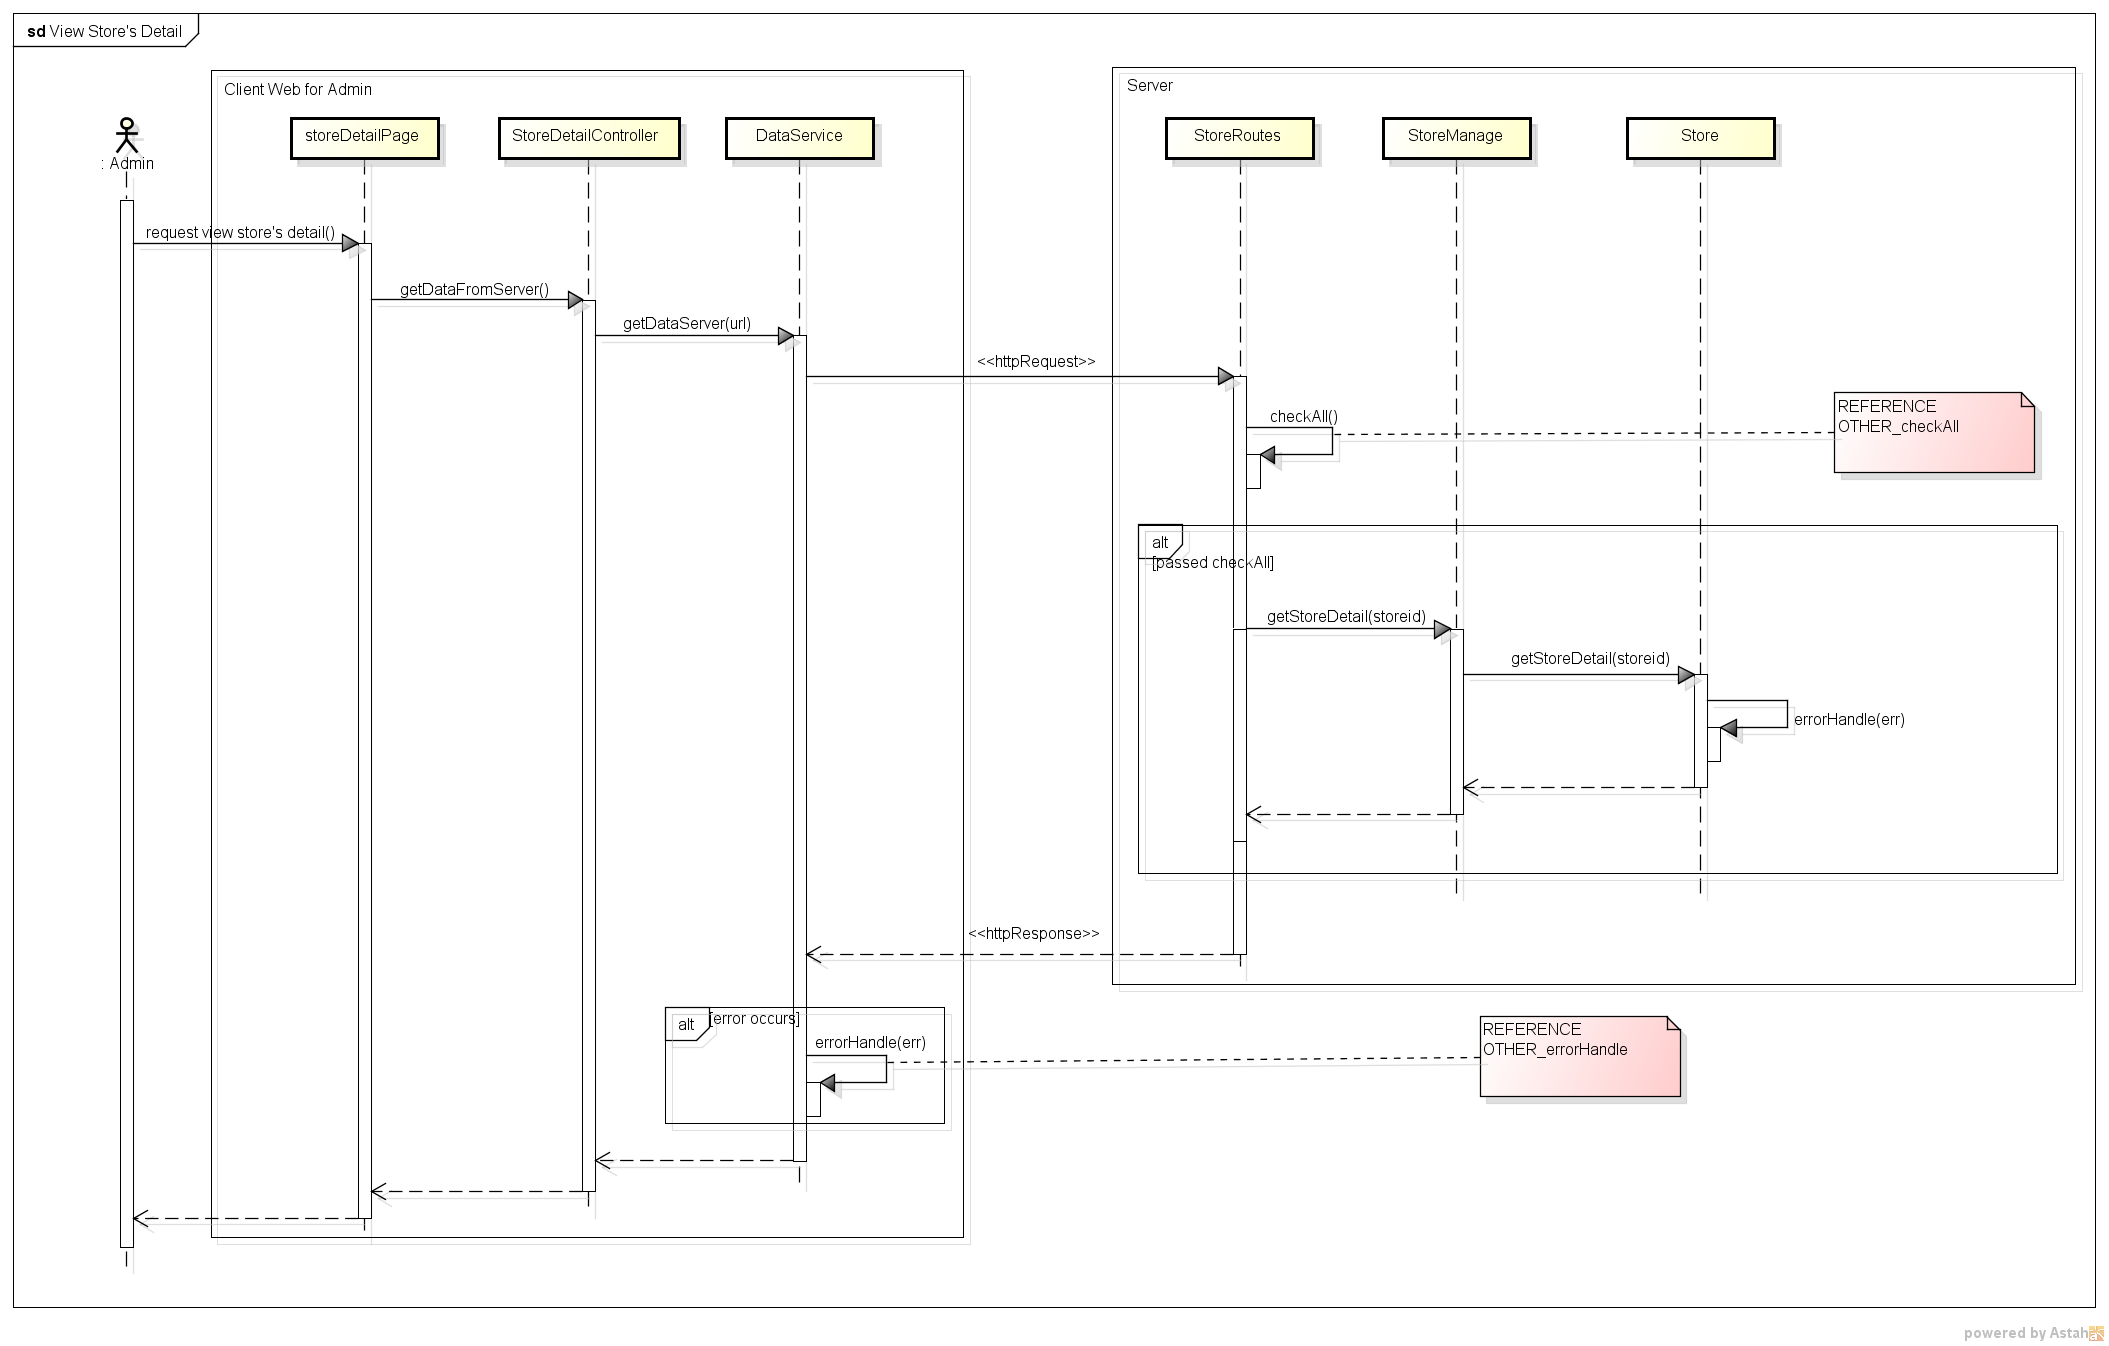 sd View Store's Detail
Client Web for Admin
Server
storeDetailPage
StoreDetailController
DataService
StoreRoutes
StoreManage
Store
: Admin
request view store's detail()
getDataFromServer()
getDataServer(url)
<<httpRequest>>
checkAll()
REFERENCE
OTHER_checkAll
alt
[passed checkAll]
getStoreDetail(storeid)
getStoreDetail(storeid)
errorHandle(err)
<<httpResponse>>
alt
[error occurs]
errorHandle(err)
REFERENCE
OTHER_errorHandle
powered by Astah